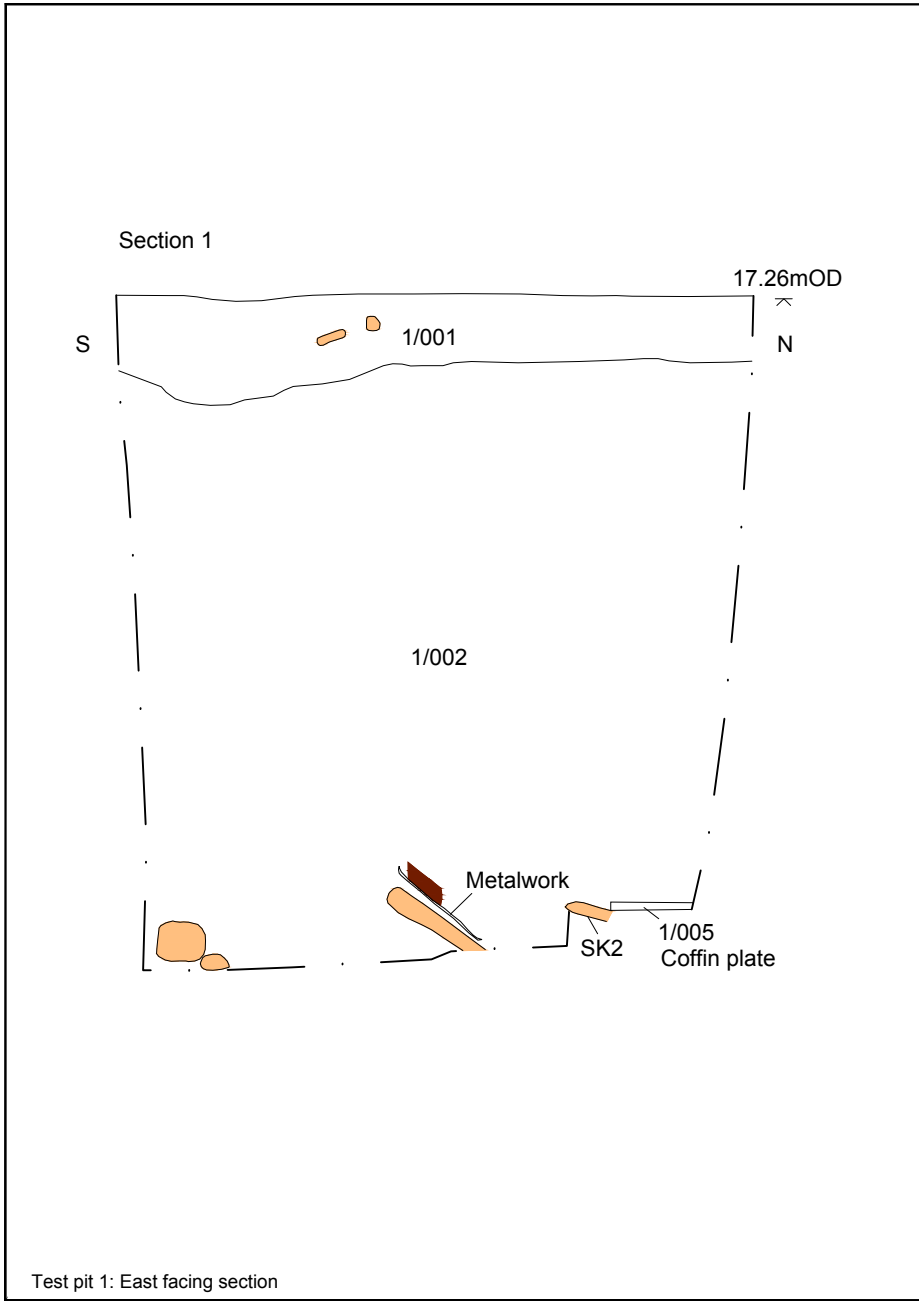 Section 1
17.26mOD
S
1/001
N
1/002
Metalwork
SK2
1/005
Coffin plate
Test pit 1: East facing section